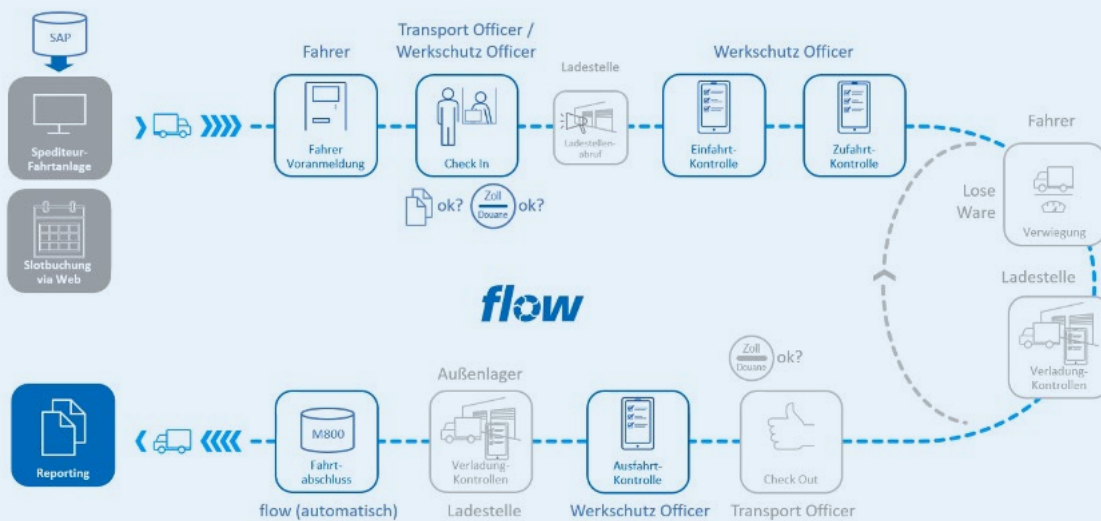 SAP
Spediteur-
Fahrtanlage
Slotbuchung
via Web
Fahrer
Fahrer
Voranmeldung
Transport Officer /
Werkschutz Officer
Check In
ok?
Zoll
Douane
ok?
Ladestelle
Ladestellen-
abruf
Werkschutz Officer
Einfahrt-
Kontrolle
Zufahrt-
Kontrolle
Fahrer
Lose
Ware
Verwiegung
Ladestelle
Verladung-
Kontrollen
flow
Zoll
Douane
ok?
Check Out
Transport Officer
Ausfahrt-
Kontrolle
Werkschutz Officer
Außenlager
Verladung-
Kontrollen
Ladestelle
M800
Fahrt-
abschluss
flow (automatisch)
Reporting